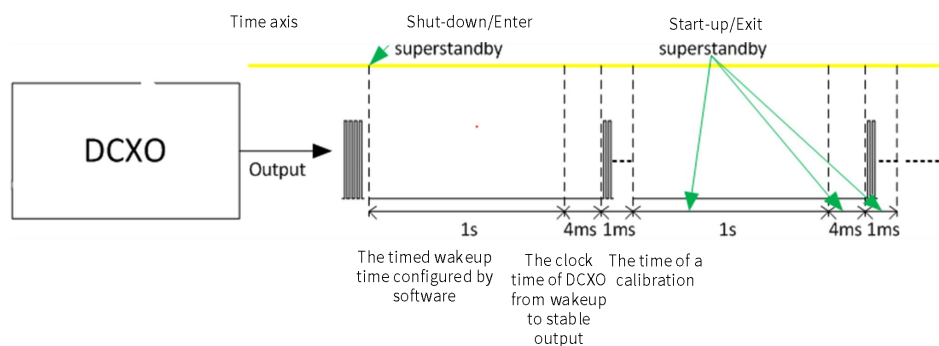 Time axis
Shut-down/Enter
superstandby
Start-up/Exit
superstandby
DCXO
Output
1s
4ms
1ms
1s
4ms
1ms
The timed wakeup
time configured by
software
The clock
time of DCXO
from wakeup
to stable
output
The time of a
calibration